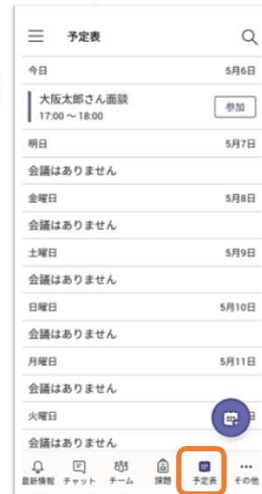 予定表
今日 5月6日
大阪太郎さん面談
17:00 ~ 18:00
参加
明日 5月7日
会議はありません
金曜日 5月8日
会議はありません
土曜日 5月9日
会議はありません
日曜日 5月10日
会議はありません
月曜日 5月11日
会議はありません
火曜日 日
会議はありません
最新情報 チャット チーム 課題 予定表 その他